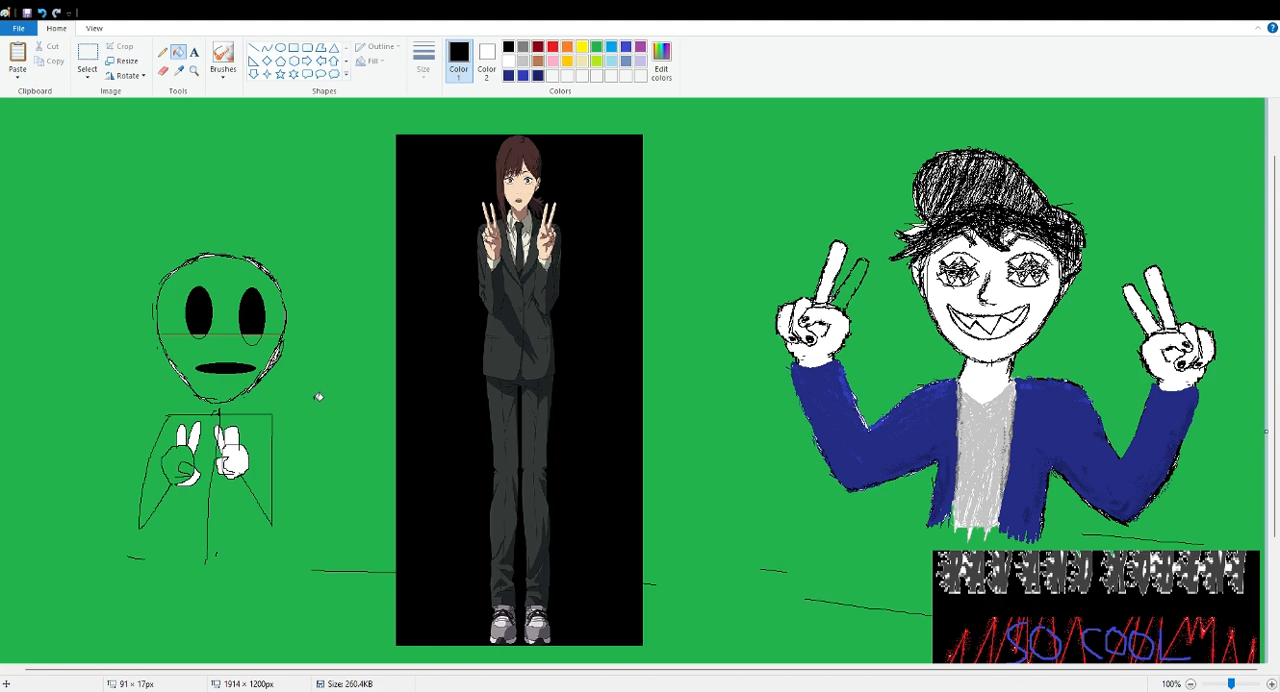 File Home View
Paste Cut Copy Select Crop Resize Rotate Brushes Outline Fill Size Color 1 Color 2 Edit colors
Clipboard Image Tools Shapes Colors
SO COOL
91 × 17px 1914 × 1200px Size: 260.4KB 100%